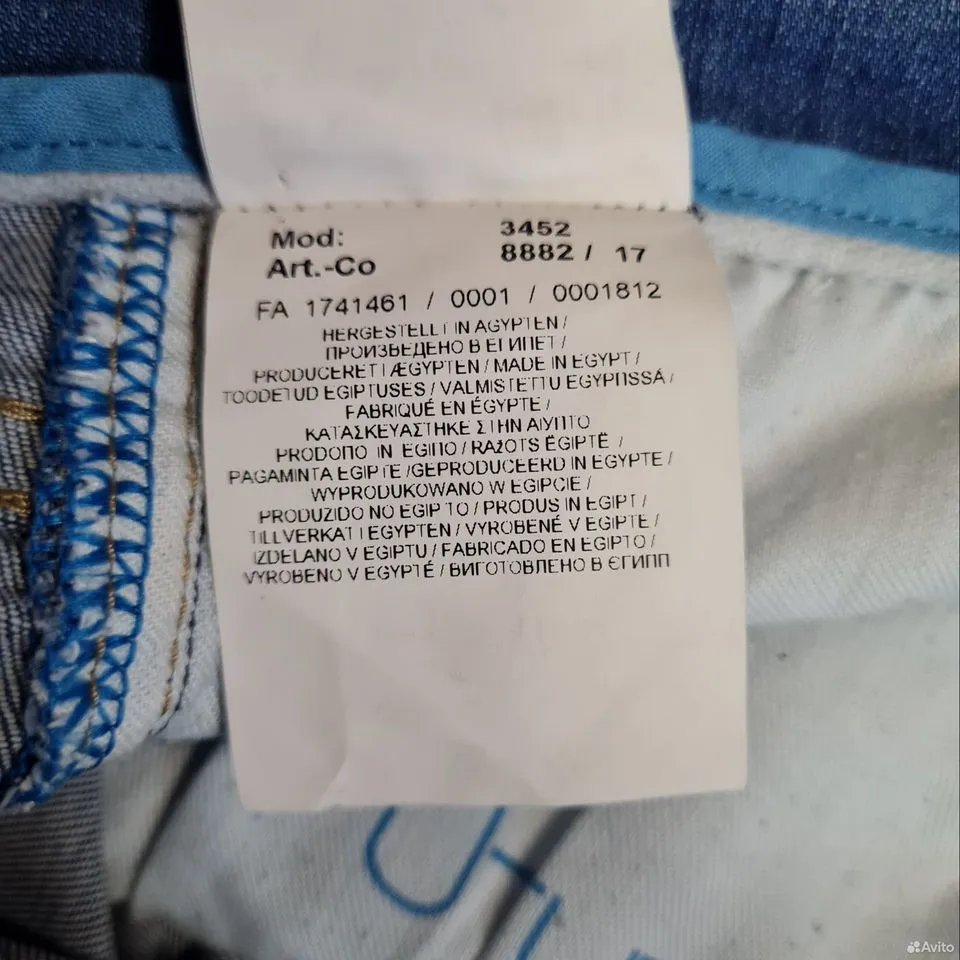 Mod: 3452
Art.-Co 8882 / 17
FA 1741461 / 0001 / 0001812
HERGESTELLT IN ÄGYPTEN /
ПРОИЗВЕДЕНО В ЕГИПЕТ /
PRODUCERET I ÆGYPTEN / MADE IN EGYPT /
TOODETUD EGIPTUSES / VALMISTETTU EGYPTISSÄ /
FABRIQUÉ EN ÉGYPTE /
ΚΑΤΑΣΚΕΥΑΣΤΗΚΕ ΣΤΗΝ ΑΙΥΠΤΟ
PRODOTTO IN EGITTO / RAŽOTS ĒĢIPTĒ /
PAGAMINTA EGIPTE /GEPRODUCEERD IN EGYPTE /
WYPRODUKOWANO W EGIPCIE /
PRODUZIDO NO EGIPTO / PRODUS IN EGIPT /
TILLVERKAT I EGYPTEN / VYROBENÉ V EGIPTE /
IZDELANO V EGIPTU / FABRICADO EN EGIPTO /
VYROBENO V EGYPTĚ / ВИГОТОВЛЕНО В ЄГИПТІ
Avito